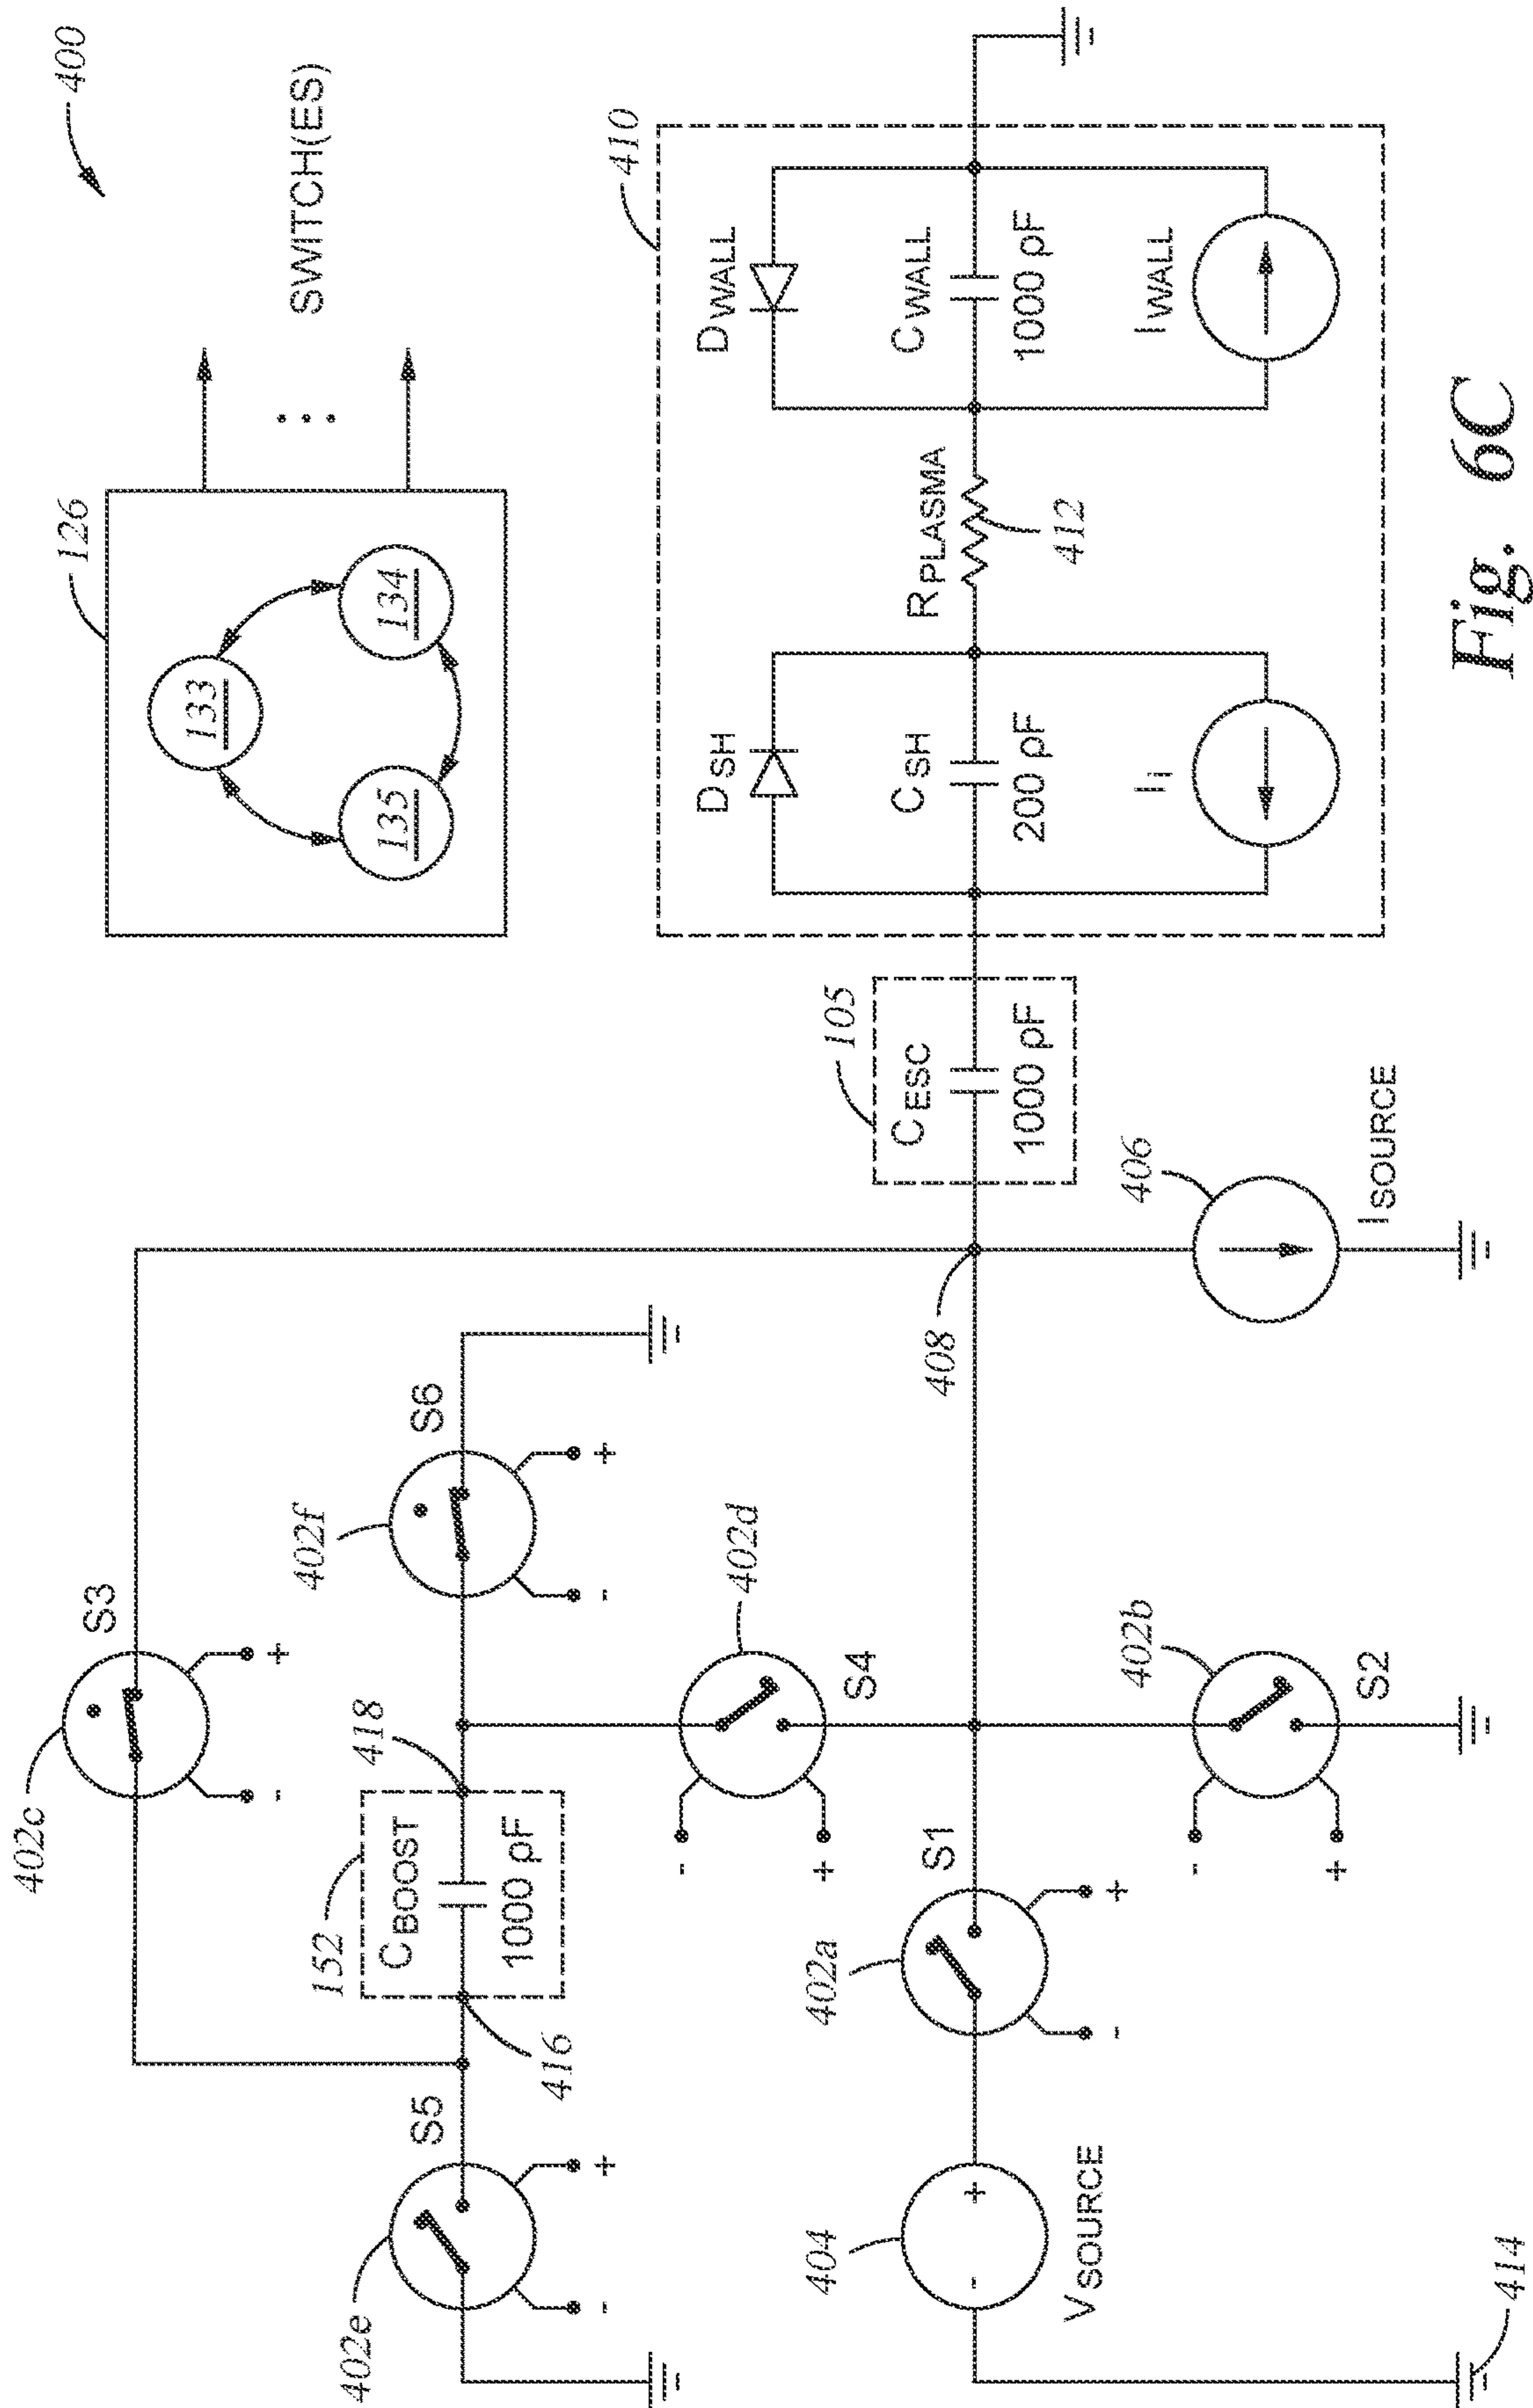 400
126
133
135
134
SWITCH(ES)
402c
S3
-
+
402e
S5
-
+
152
CBOOST
1000 pF
416
418
402f
S6
-
+
402d
S4
-
+
404
VSOURCE
-
+
414
402a
S1
-
+
402b
S2
-
+
408
406
ISOURCE
105
CESC
1000 pF
410
DSH
CSH
200 pF
Ii
RPLASMA
412
DWALL
CWALL
1000 pF
IWALL
Fig. 6C